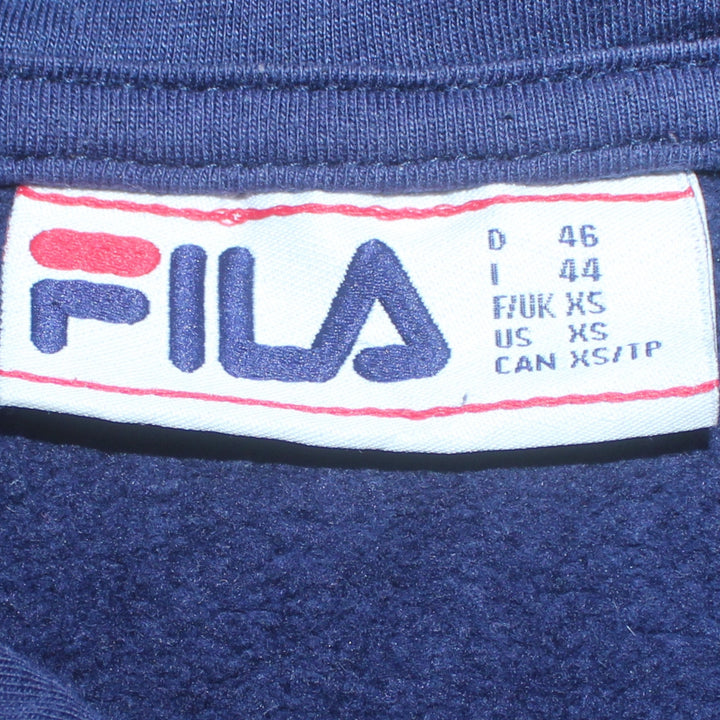 FILA
D 46
I 44
F/UK XS
US XS
CAN XS/TP